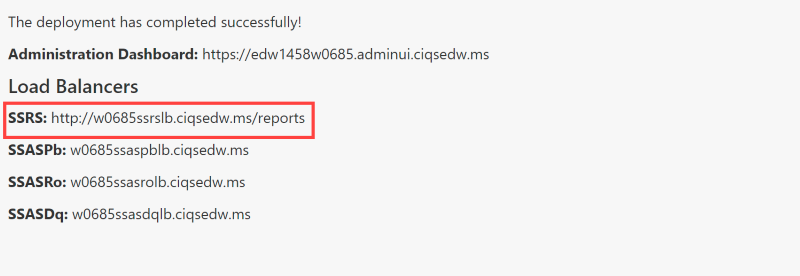 The deployment has completed successfully!
Administration Dashboard: https://edw1458w0685.adminui.ciqsedw.ms
Load Balancers
SSRS: http://w0685ssrslb.ciqsedw.ms/reports
SSASPb: w0685ssaspblb.ciqsedw.ms
SSASRo: w0685ssasrolb.ciqsedw.ms
SSASDq: w0685ssasdqlb.ciqsedw.ms